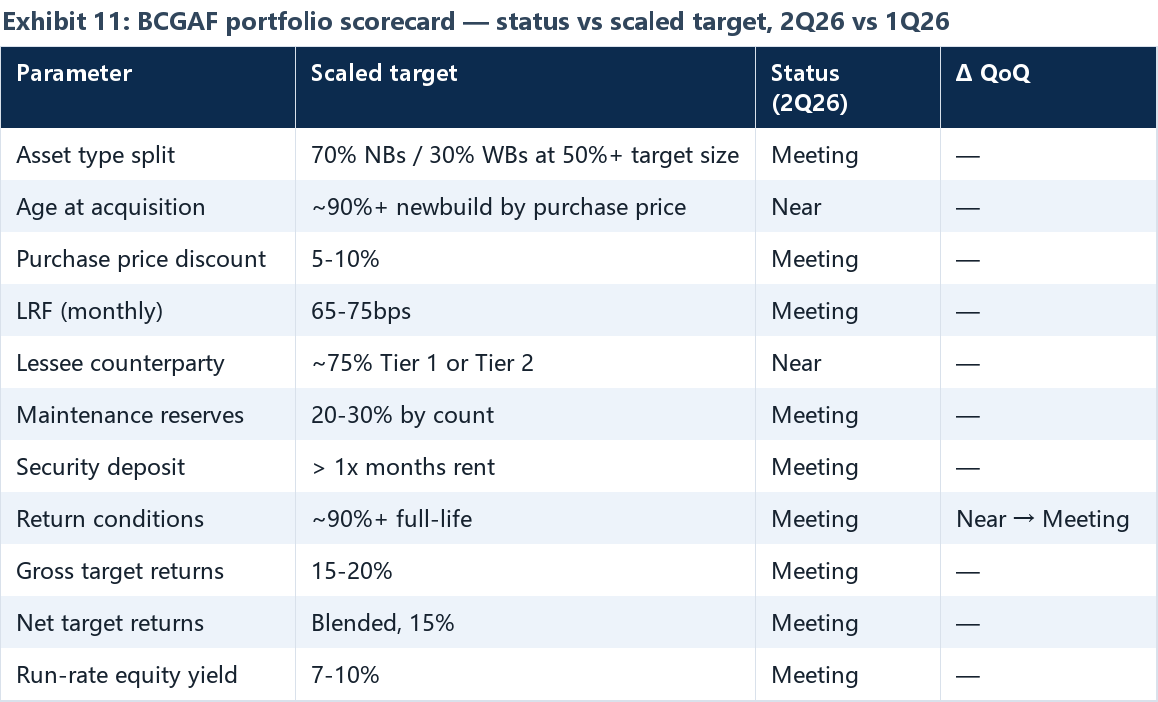 Exhibit 11: BCGAF portfolio scorecard — status vs scaled target, 2Q26 vs 1Q26
Parameter Scaled target Status (2Q26) Δ QoQ
Asset type split 70% NBs / 30% WBs at 50%+ target size Meeting —
Age at acquisition ~90%+ newbuild by purchase price Near —
Purchase price discount 5-10% Meeting —
LRF (monthly) 65-75bps Meeting —
Lessee counterparty ~75% Tier 1 or Tier 2 Near —
Maintenance reserves 20-30% by count Meeting —
Security deposit > 1x months rent Meeting —
Return conditions ~90%+ full-life Meeting Near → Meeting
Gross target returns 15-20% Meeting —
Net target returns Blended, 15% Meeting —
Run-rate equity yield 7-10% Meeting —